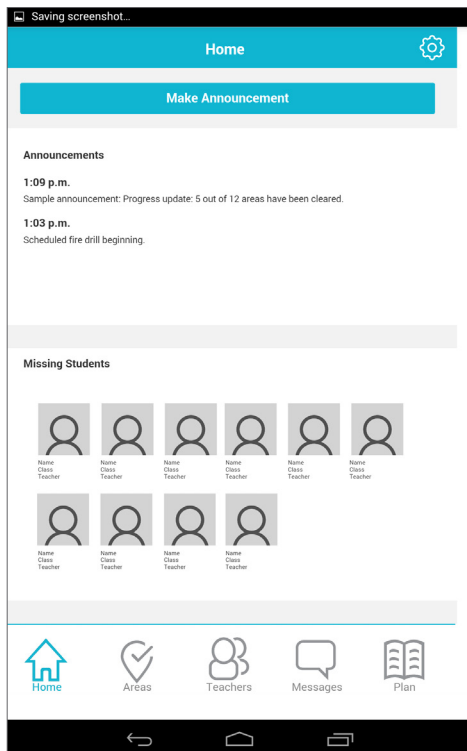 Saving screenshot...
Home
Make Announcement
Announcements
1:09 p.m.
Sample announcement: Progress update: 5 out of 12 areas have been cleared.
1:03 p.m.
Scheduled fire drill beginning.
Missing Students
Name Name Name Name Name Name
Class Class Class Class Class Class
Teacher Teacher Teacher Teacher Teacher Teacher
Name Name Name Name
Class Class Class Class
Teacher Teacher Teacher Teacher
Home Areas Teachers Messages Plan